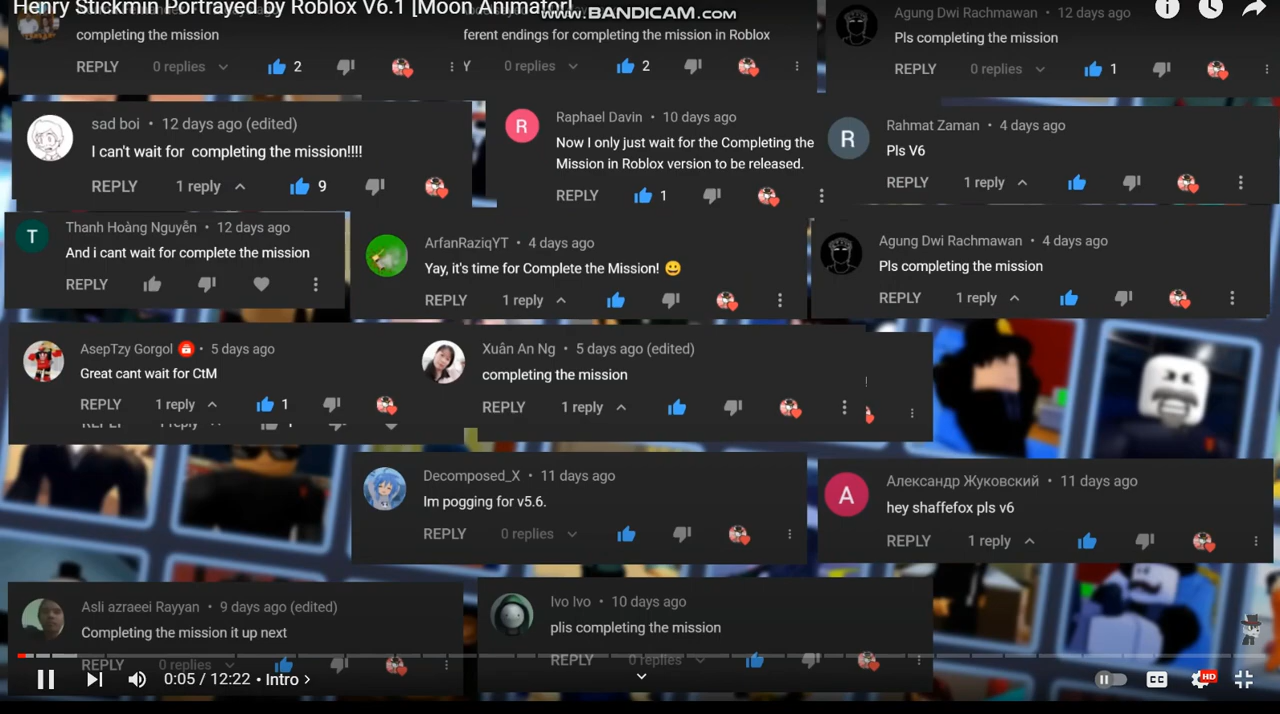 Henry Stickmin Portrayed by Roblox V6.1 [Moon Animator]
www.BANDICAM.com
completing the mission
REPLY 0 replies 2
ferent endings for completing the mission in Roblox
Y 0 replies 2
Agung Dwi Rachmawan • 12 days ago
Pls completing the mission
REPLY 0 replies 1
sad boi • 12 days ago (edited)
I can't wait for completing the mission!!!!
REPLY 1 reply 9
R
Raphael Davin • 10 days ago
Now I only just wait for the Completing the
Mission in Roblox version to be released.
REPLY 1
R
Rahmat Zaman • 4 days ago
Pls V6
REPLY 1 reply
T
Thanh Hoàng Nguyễn • 12 days ago
And i cant wait for complete the mission
REPLY
ArfanRaziqYT • 4 days ago
Yay, it's time for Complete the Mission! 😀
REPLY 1 reply
Agung Dwi Rachmawan • 4 days ago
Pls completing the mission
REPLY 1 reply
AsepTzy Gorgol • 5 days ago
Great cant wait for CtM
REPLY 1 reply 1
Xuân An Ng • 5 days ago (edited)
completing the mission
REPLY 1 reply
Decomposed_X • 11 days ago
Im pogging for v5.6.
REPLY 0 replies
A
Александр Жуковский • 11 days ago
hey shaffefox pls v6
REPLY 1 reply
Asli azraeei Rayyan • 9 days ago (edited)
Completing the mission it up next
REPLY 0 replies
Ivo Ivo • 10 days ago
plis completing the mission
REPLY 0 replies
0:05 / 12:22 • Intro
CC
HD